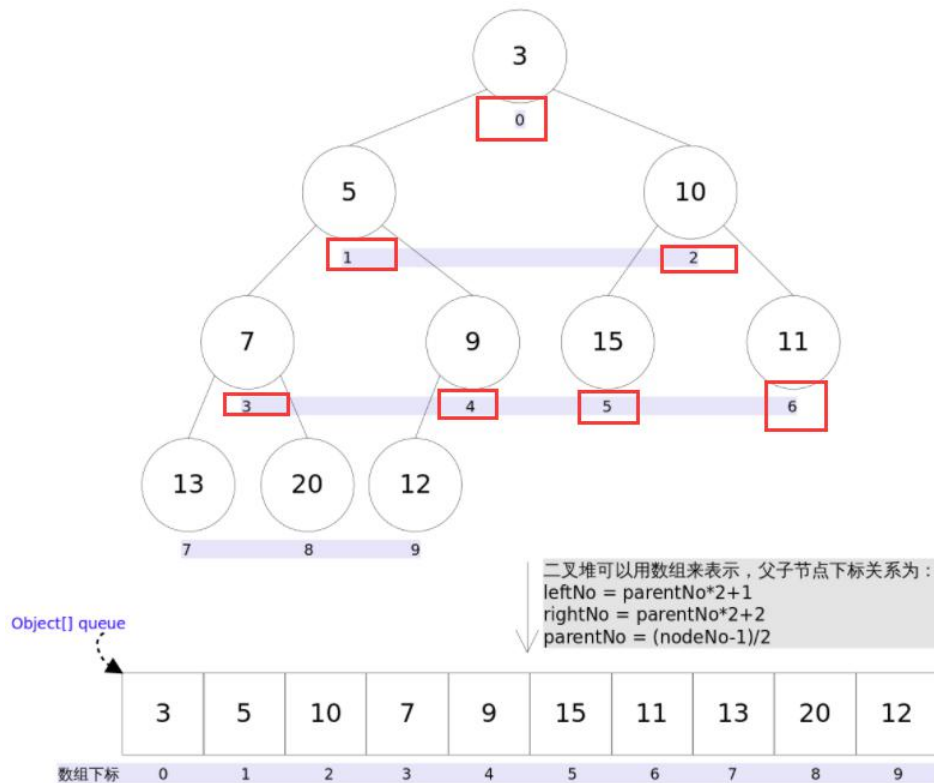 3
0
5 10
1 2
7 9 15 11
3 4 5 6
13 20 12
7 8 9
二叉堆可以用数组来表示，父子节点下标关系为：
leftNo = parentNo*2+1
rightNo = parentNo*2+2
parentNo = (nodeNo-1)/2
Object[] queue
3 5 10 7 9 15 11 13 20 12
数组下标 0 1 2 3 4 5 6 7 8 9